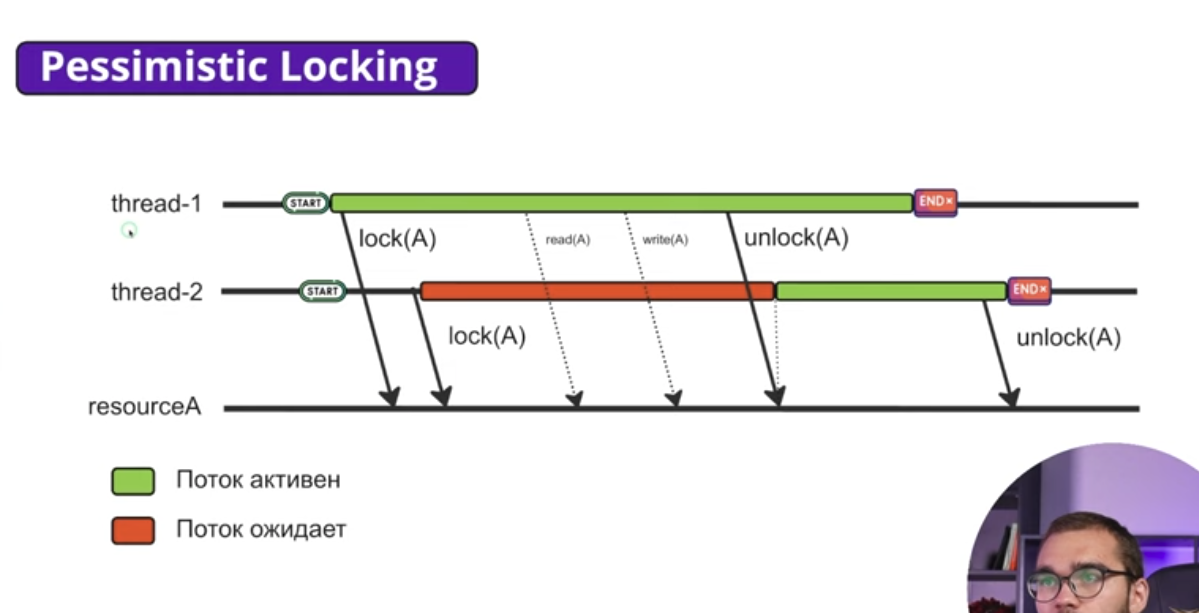 Pessimistic Locking
thread-1
START
END×
lock(A)
read(A)
write(A)
unlock(A)
thread-2
START
END×
lock(A)
unlock(A)
resourceA
Поток активен
Поток ожидает